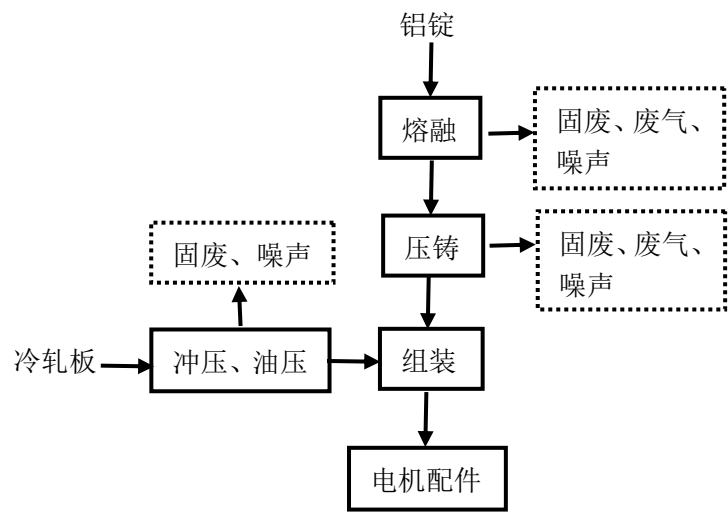 铝锭
熔融
固废、废气、
噪声
压铸
固废、废气、
噪声
固废、噪声
冷轧板
冲压、油压
组装
电机配件